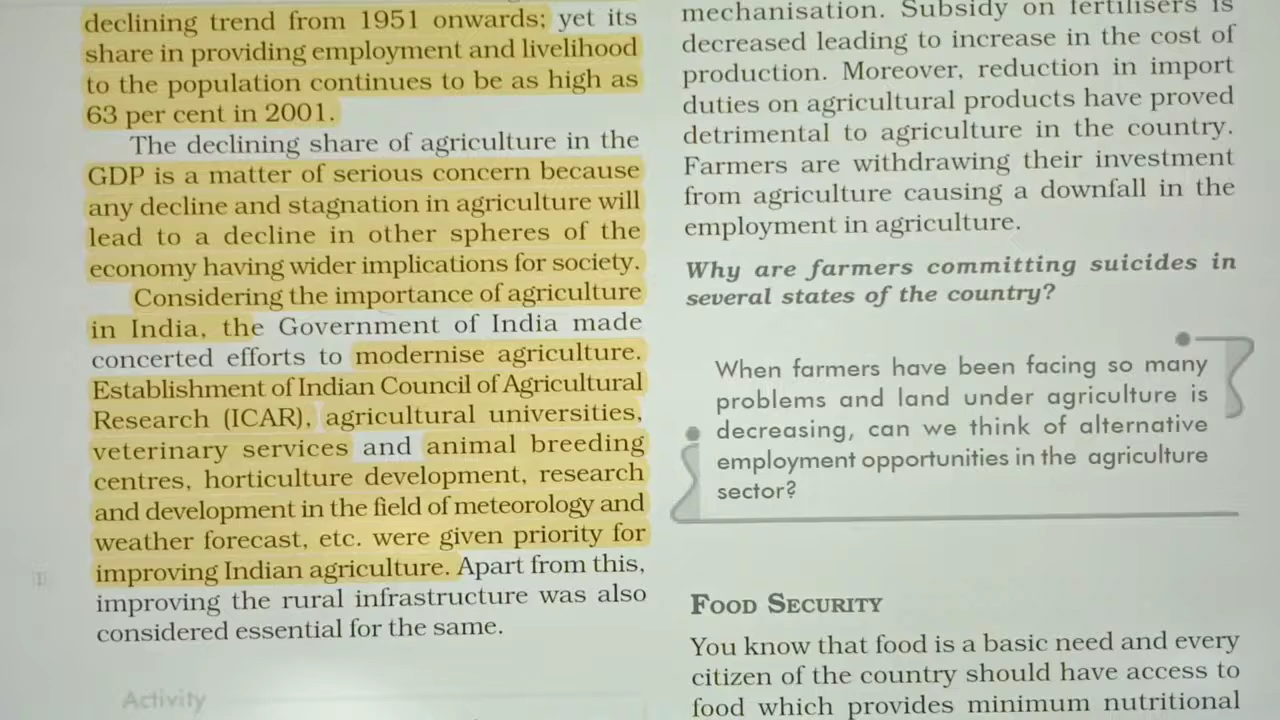 declining trend from 1951 onwards; yet its
share in providing employment and livelihood
to the population continues to be as high as
63 per cent in 2001.
The declining share of agriculture in the
GDP is a matter of serious concern because
any decline and stagnation in agriculture will
lead to a decline in other spheres of the
economy having wider implications for society.
Considering the importance of agriculture
in India, the Government of India made
concerted efforts to modernise agriculture.
Establishment of Indian Council of Agricultural
Research (ICAR), agricultural universities,
veterinary services and animal breeding
centres, horticulture development, research
and development in the field of meteorology and
weather forecast, etc. were given priority for
improving Indian agriculture. Apart from this,
improving the rural infrastructure was also
considered essential for the same.
Activity
mechanisation. Subsidy on fertilisers is
decreased leading to increase in the cost of
production. Moreover, reduction in import
duties on agricultural products have proved
detrimental to agriculture in the country.
Farmers are withdrawing their investment
from agriculture causing a downfall in the
employment in agriculture.
Why are farmers committing suicides in
several states of the country?
When farmers have been facing so many
problems and land under agriculture is
decreasing, can we think of alternative
employment opportunities in the agriculture
sector?
FOOD SECURITY
You know that food is a basic need and every
citizen of the country should have access to
food which provides minimum nutritional